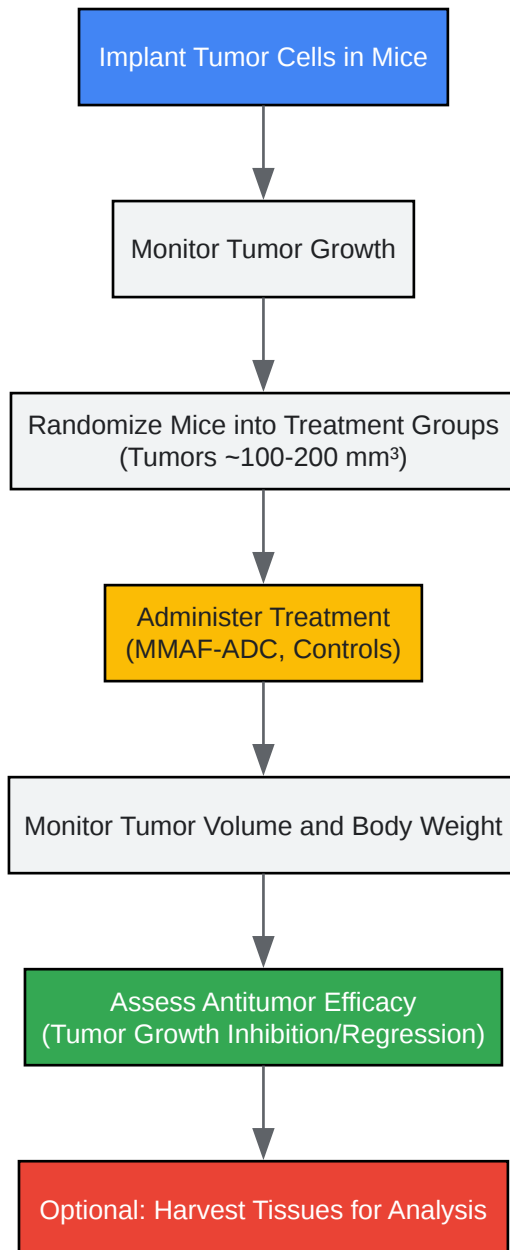 Implant Tumor Cells in Mice
Monitor Tumor Growth
Randomize Mice into Treatment Groups
(Tumors ~100-200 mm³)
Administer Treatment
(MMAF-ADC, Controls)
Monitor Tumor Volume and Body Weight
Assess Antitumor Efficacy
(Tumor Growth Inhibition/Regression)
Optional: Harvest Tissues for Analysis